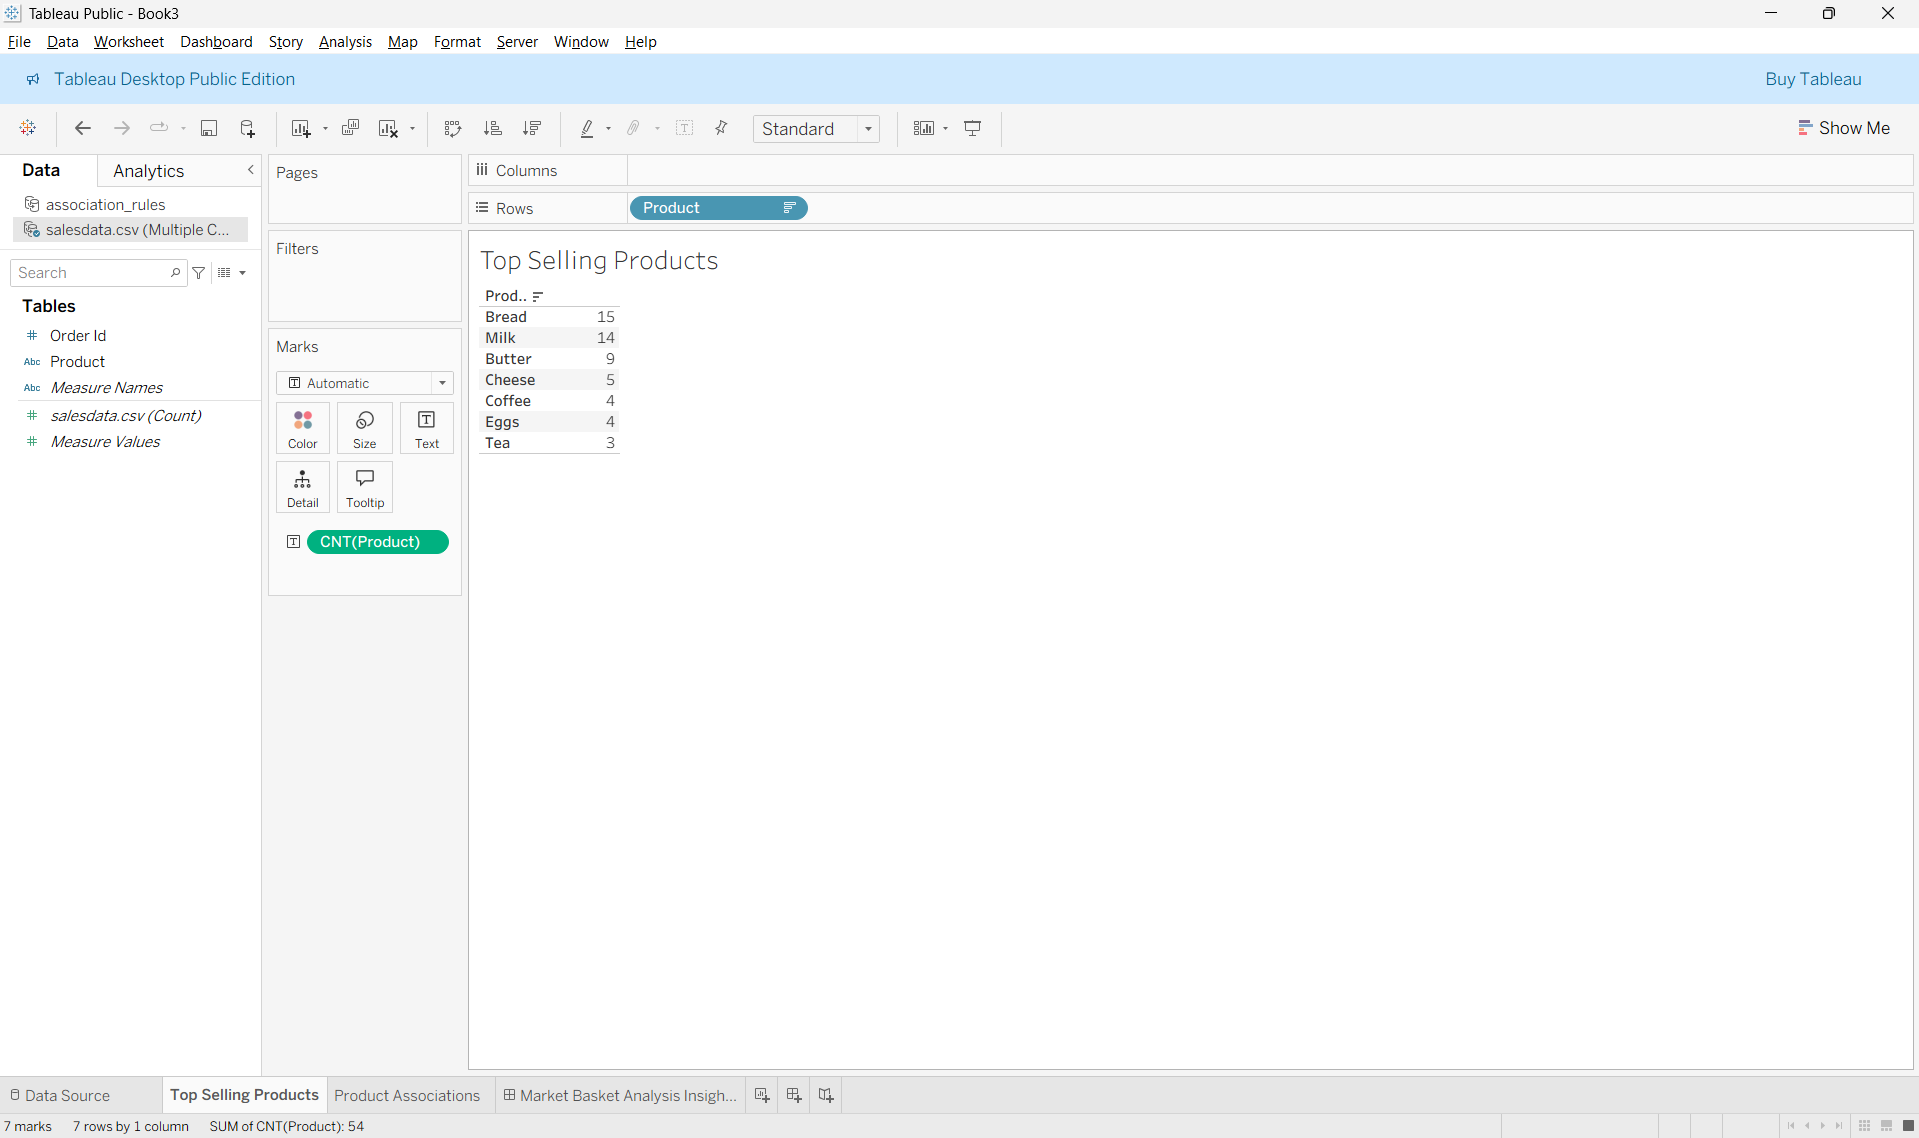 Tableau Public - Book3
File Data Worksheet Dashboard Story Analysis Map Format Server Window Help
Tableau Desktop Public Edition
Buy Tableau
Standard
Show Me
Data
Analytics
association_rules
salesdata.csv (Multiple C...
Search
Tables
Order Id
Abc Product
Abc Measure Names
salesdata.csv (Count)
Measure Values
Pages
Filters
Marks
Automatic
Color
Size
Text
Detail
Tooltip
CNT(Product)
Columns
Rows
Product
Top Selling Products
Prod..
Bread 15
Milk 14
Butter 9
Cheese 5
Coffee 4
Eggs 4
Tea 3
Data Source
Top Selling Products
Product Associations
Market Basket Analysis Insigh...
7 marks
7 rows by 1 column
SUM of CNT(Product): 54